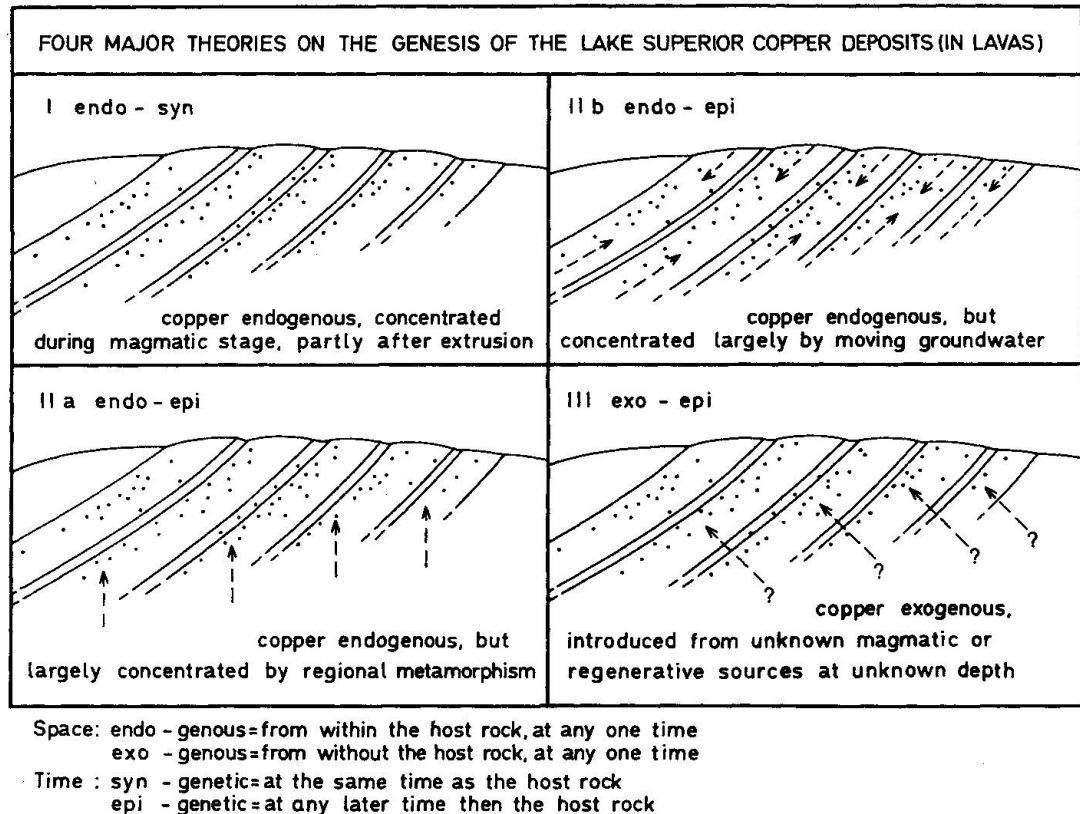 FOUR MAJOR THEORIES ON THE GENESIS OF THE LAKE SUPERIOR COPPER DEPOSITS (IN LAVAS)
I endo - syn
copper endogenous, concentrated
during magmatic stage, partly after extrusion
II b endo - epi
copper endogenous, but
concentrated largely by moving groundwater
II a endo - epi
copper endogenous, but
largely concentrated by regional metamorphism
III exo - epi
?
?
?
?
copper exogenous,
introduced from unknown magmatic or
regenerative sources at unknown depth
Space: endo - genous = from within the host rock, at any one time
exo - genous = from without the host rock, at any one time
Time : syn - genetic = at the same time as the host rock
epi - genetic = at any later time then the host rock